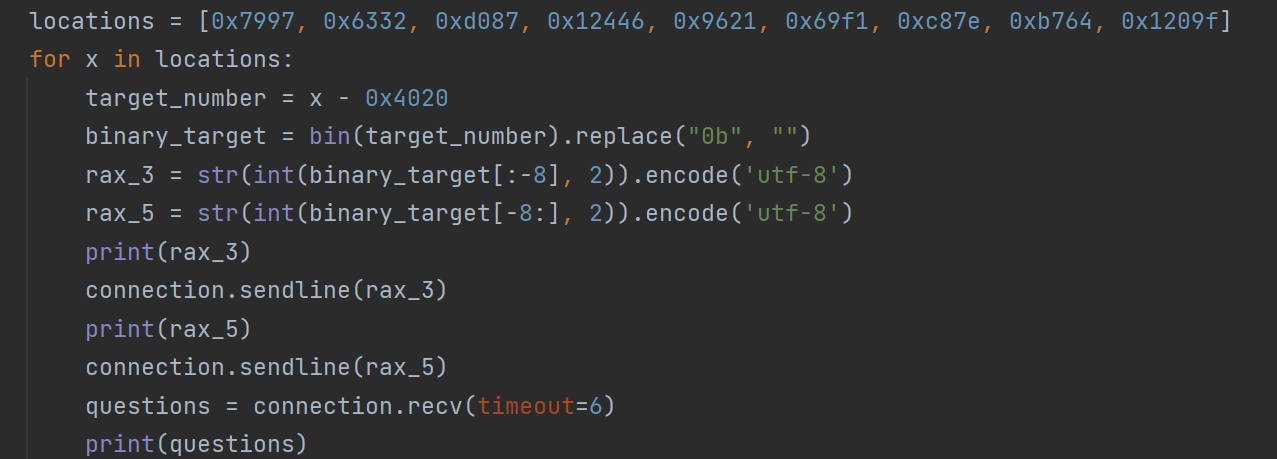 locations = [0x7997, 0x6332, 0xd087, 0x12446, 0x9621, 0x69f1, 0xc87e, 0xb764, 0x1209f]
for x in locations:
    target_number = x - 0x4020
    binary_target = bin(target_number).replace("0b", "")
    rax_3 = str(int(binary_target[:-8], 2)).encode('utf-8')
    rax_5 = str(int(binary_target[-8:], 2)).encode('utf-8')
    print(rax_3)
    connection.sendline(rax_3)
    print(rax_5)
    connection.sendline(rax_5)
    questions = connection.recv(timeout=6)
    print(questions)